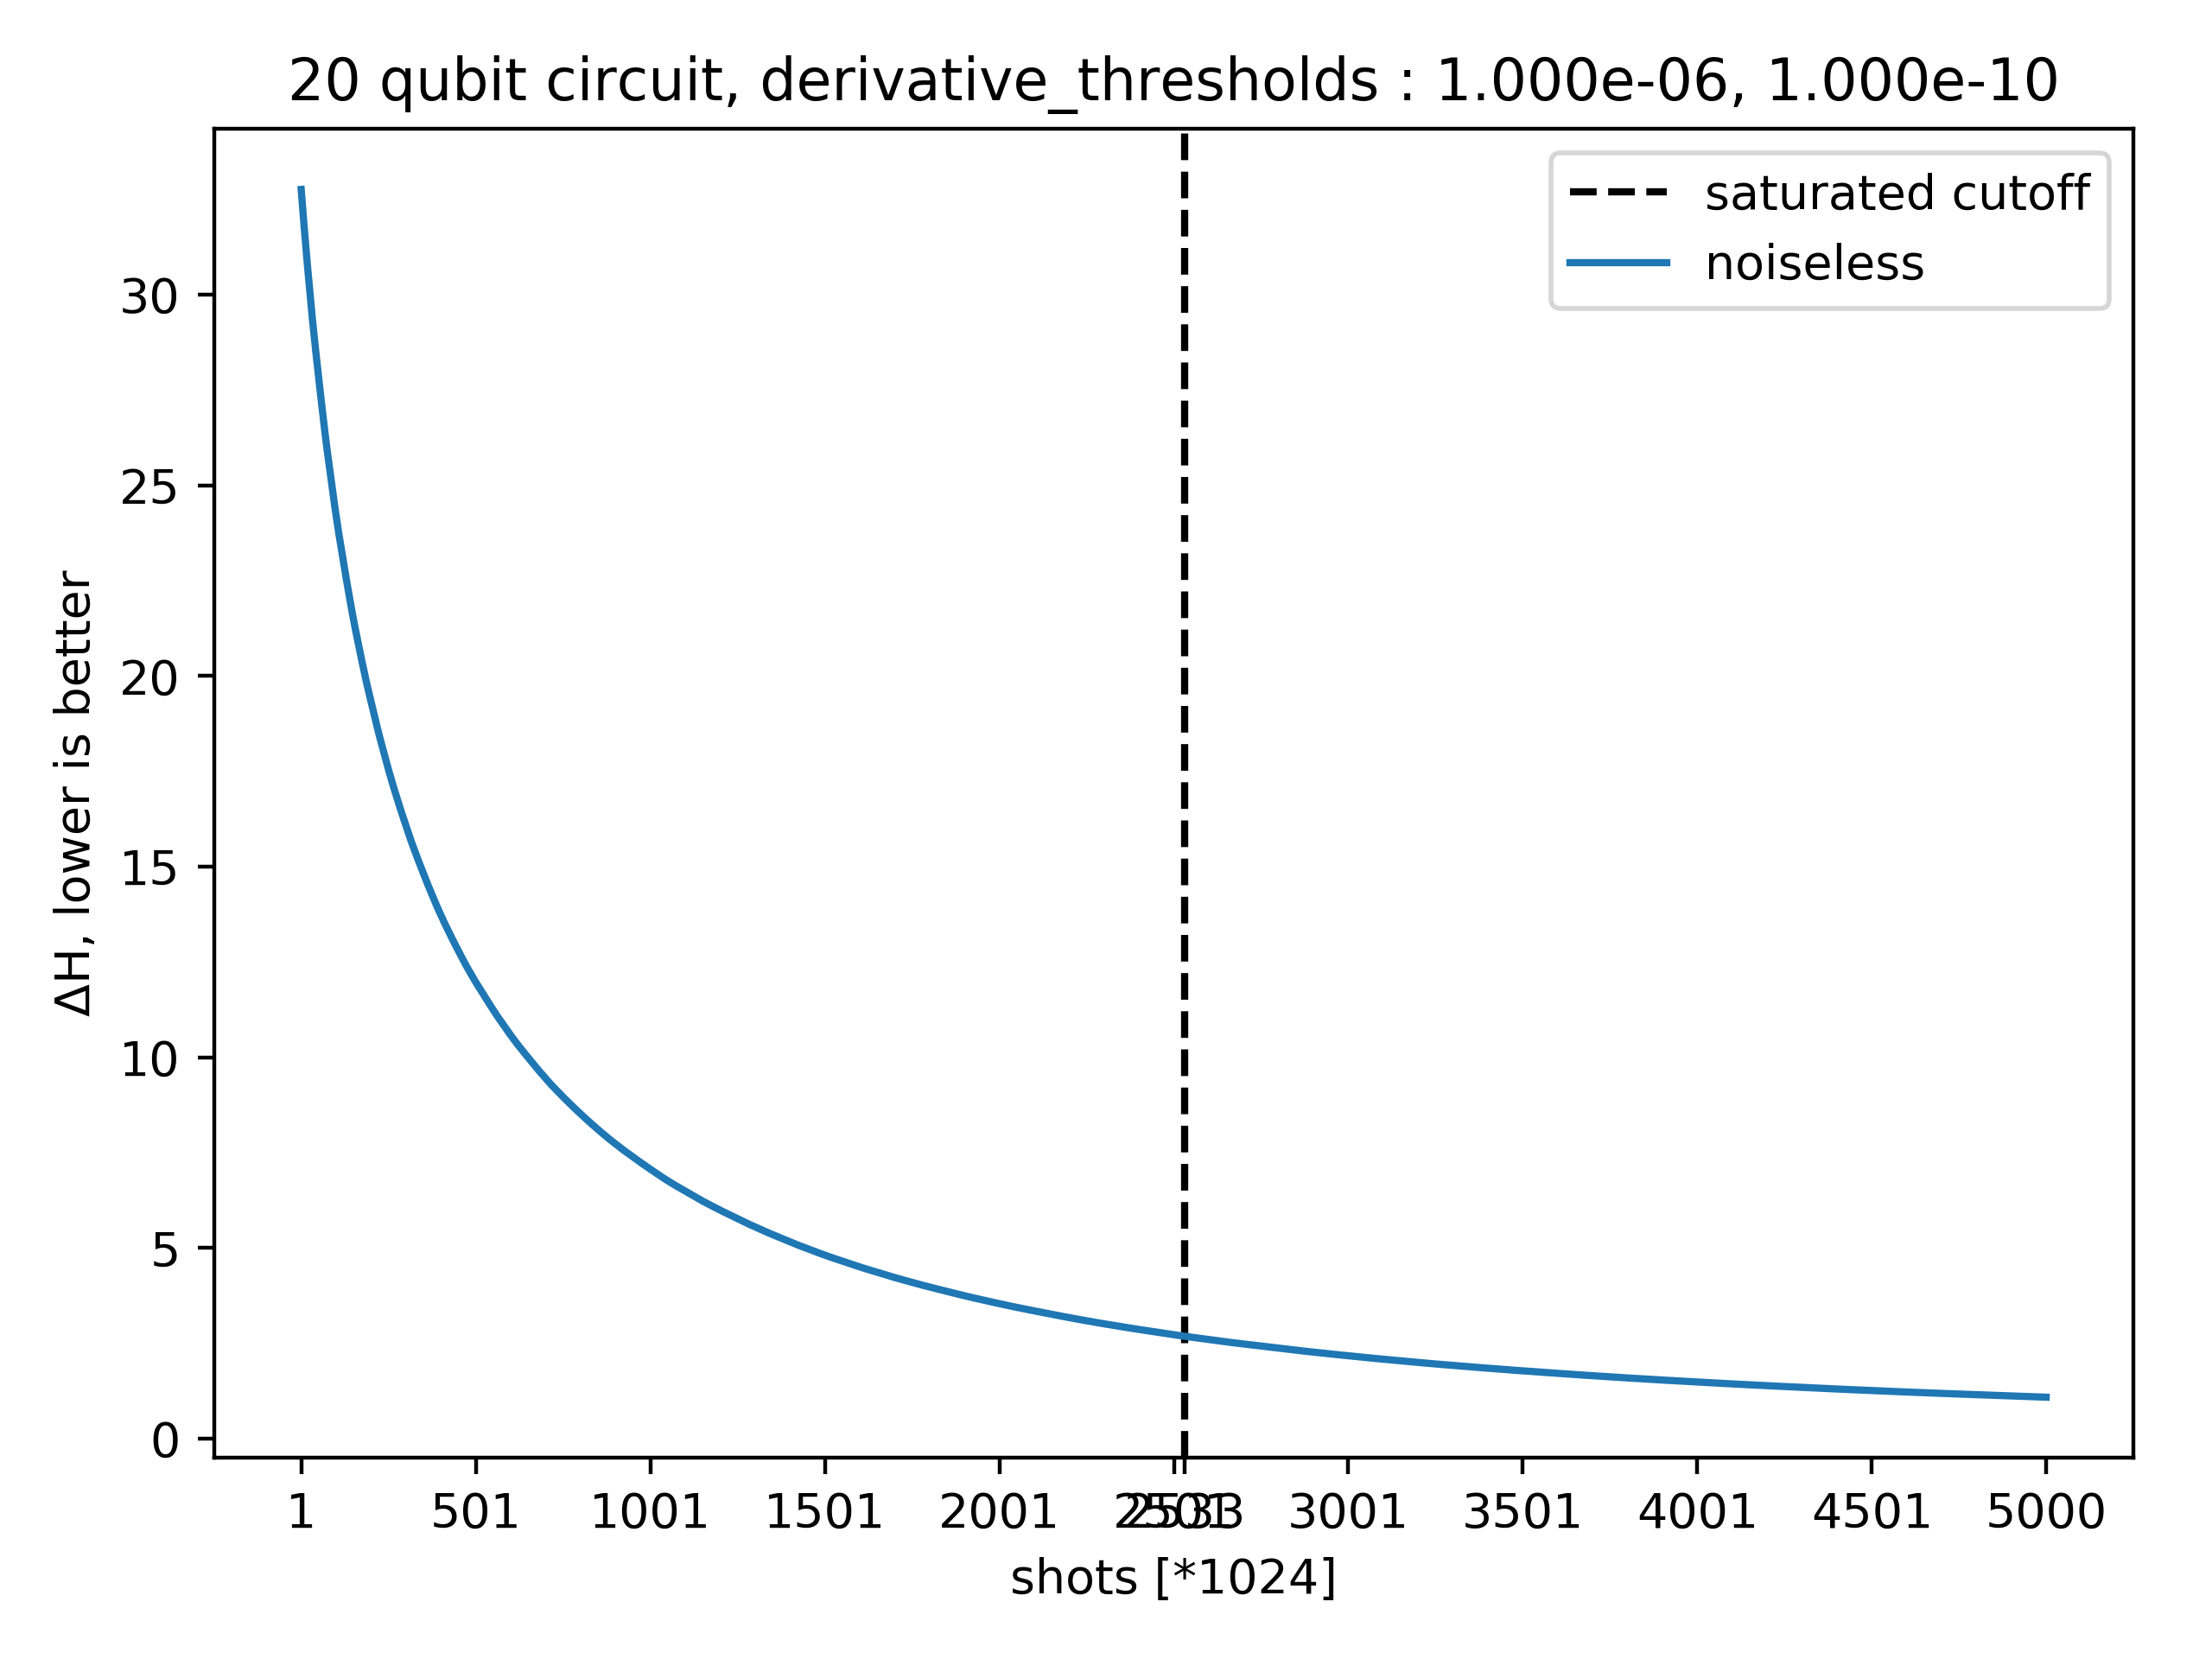 20 qubit circuit, derivative_thresholds : 1.000e-06, 1.000e-10
saturated cutoff
noiseless
30
25
20
15
10
5
0
ΔH, lower is better
1 501 1001 1501 2001 2501 3001 3501 4001 4501 5000
shots [*1024]